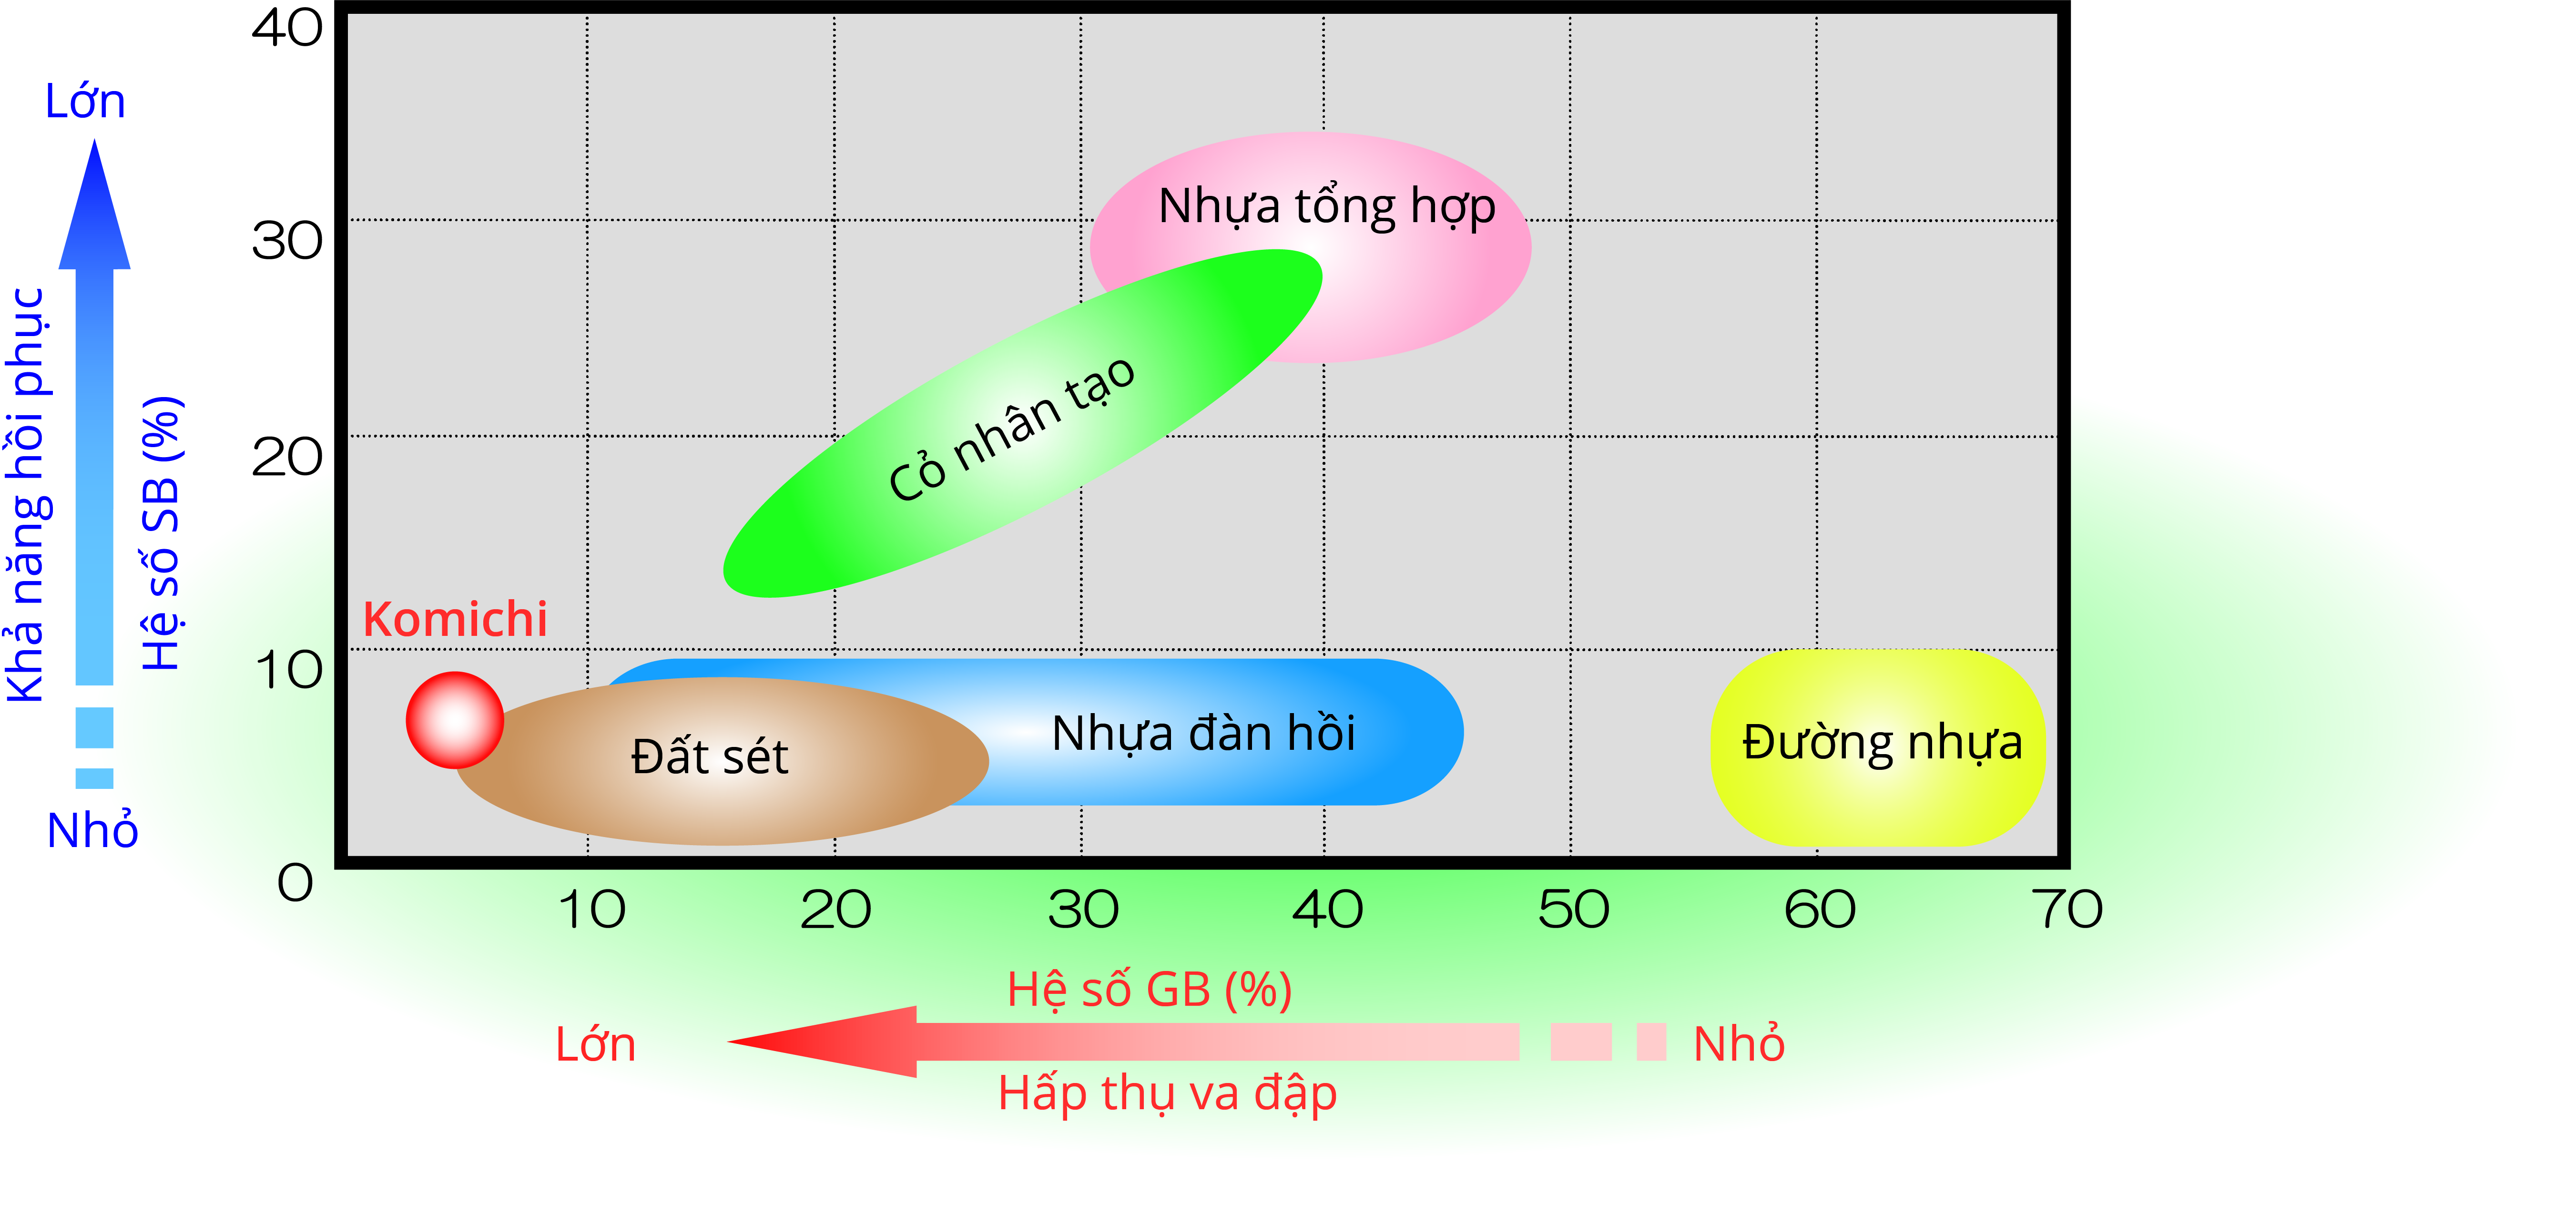 40
Lớn
Nhựa tổng hợp
30
Khả năng hồi phục
Hệ số SB (%)
Cỏ nhân tạo
20
Komichi
10
Nhựa đàn hồi
Đất sét
Đường nhựa
Nhỏ
0
10 20 30 40 50 60 70
Hệ số GB (%)
Lớn Nhỏ
Hấp thụ va đập